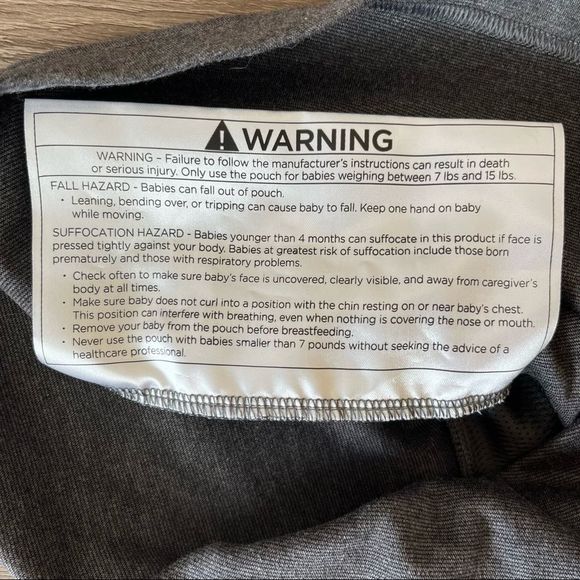 WARNING
WARNING – Failure to follow the manufacturer's instructions can result in death
or serious injury. Only use the pouch for babies weighing between 7 lbs and 15 lbs.
FALL HAZARD - Babies can fall out of pouch.
• Leaning, bending over, or tripping can cause baby to fall. Keep one hand on baby
while moving.
SUFFOCATION HAZARD - Babies younger than 4 months can suffocate in this product if face is
pressed tightly against your body. Babies at greatest risk of suffocation include those born
prematurely and those with respiratory problems.
• Check often to make sure baby's face is uncovered, clearly visible, and away from caregiver's
body at all times.
• Make sure baby does not curl into a position with the chin resting on or near baby's chest.
This position can interfere with breathing, even when nothing is covering the nose or mouth.
• Remove your baby from the pouch before breastfeeding.
• Never use the pouch with babies smaller than 7 pounds without seeking the advice of a
healthcare professional.